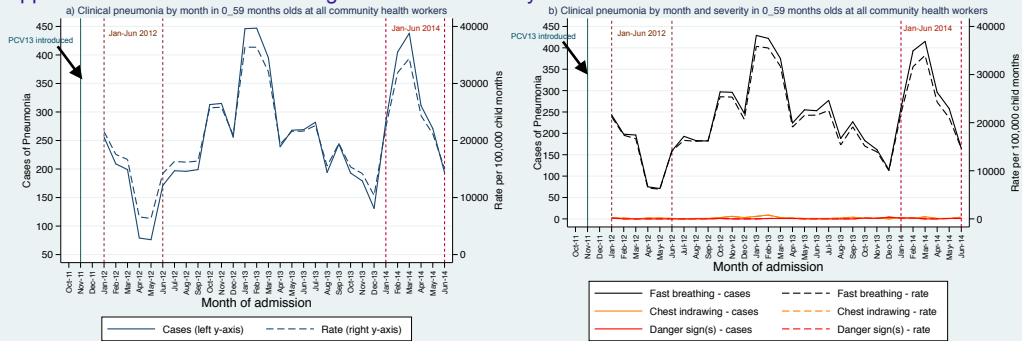 a) Clinical pneumonia by month in 0_59 months olds at all community health workers
450
400
350
300
250
200
150
100
50
Cases of Pneumonia
PCV13 introduced
Jan-Jun 2012
Jan-Jun 2014
40000
30000
20000
10000
0
Rate per 100,000 child months
Oct-11
Nov-11
Dec-11
Jan-12
Feb-12
Mar-12
Apr-12
May-12
Jun-12
Jul-12
Aug-12
Sep-12
Oct-12
Nov-12
Dec-12
Jan-13
Feb-13
Mar-13
Apr-13
May-13
Jun-13
Jul-13
Aug-13
Sep-13
Oct-13
Nov-13
Dec-13
Jan-14
Feb-14
Mar-14
Apr-14
May-14
Jun-14
Month of admission
Cases (left y-axis)
Rate (right y-axis)
b) Clinical pneumonia by month and severity in 0_59 months olds at all community health workers
450
400
350
300
250
200
150
100
50
0
Cases of Pneumonia
PCV13 introduced
Jan-Jun 2012
Jan-Jun 2014
40000
30000
20000
10000
0
Rate per 100,000 child months
Oct-11
Nov-11
Dec-11
Jan-12
Feb-12
Mar-12
Apr-12
May-12
Jun-12
Jul-12
Aug-12
Sep-12
Oct-12
Nov-12
Dec-12
Jan-13
Feb-13
Mar-13
Apr-13
May-13
Jun-13
Jul-13
Aug-13
Sep-13
Oct-13
Nov-13
Dec-13
Jan-14
Feb-14
Mar-14
Apr-14
May-14
Jun-14
Month of admission
Fast breathing - cases
Fast breathing - rate
Chest indrawing - cases
Chest indrawing - rate
Danger sign(s) - cases
Danger sign(s) - rate